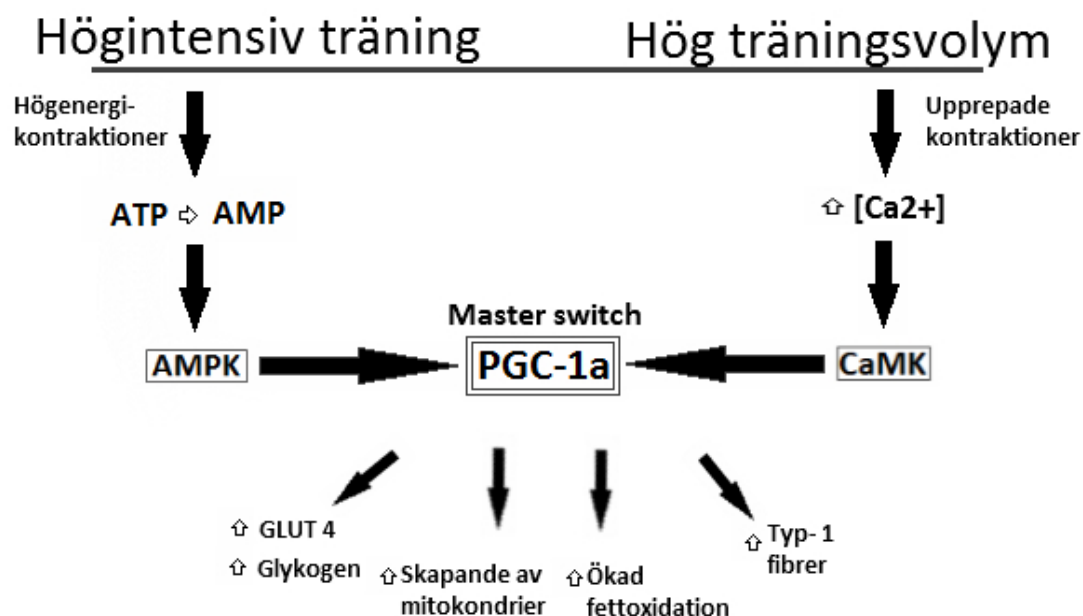 Högintensiv träning
Hög träningsvolym
Högenergi-
kontraktioner
Upprepade
kontraktioner
ATP ⇨ AMP
⇧ [Ca2+]
Master switch
AMPK
PGC-1a
CaMK
⇧ GLUT 4
⇧ Glykogen
⇧ Skapande av
mitokondrier
⇧ Ökad
fettoxidation
⇧ Typ- 1
fibrer